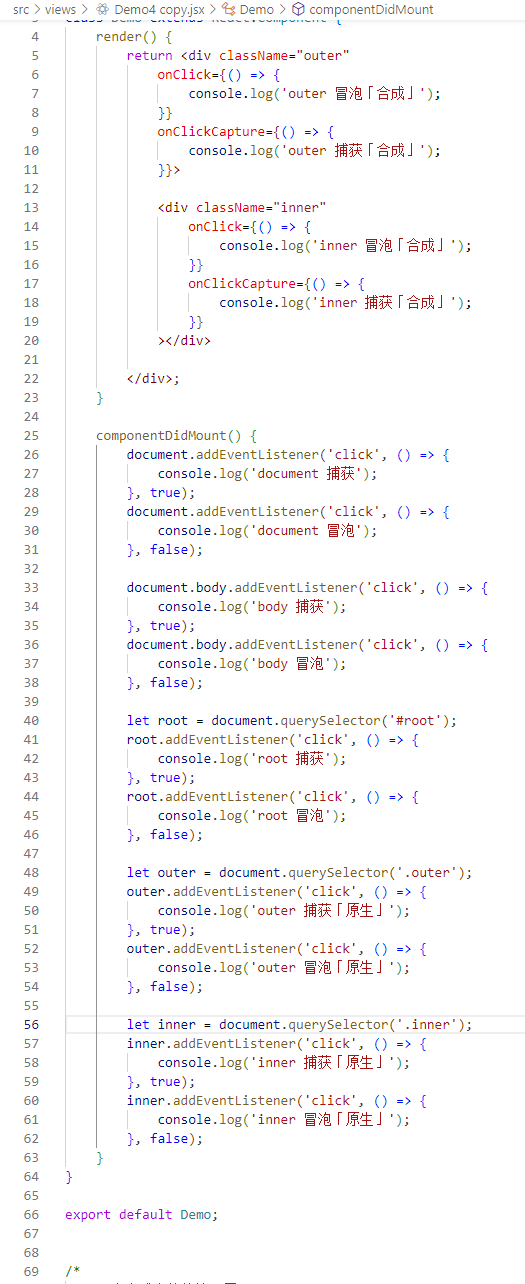 src > views > Demo4 copy.jsx > Demo > componentDidMount
class Demo extends React.Component {
4 render() {
5 return <div className="outer"
6 onClick={() => {
7 console.log('outer 冒泡「合成」');
8 }}
9 onClickCapture={() => {
10 console.log('outer 捕获「合成」');
11 }}>
12
13 <div className="inner"
14 onClick={() => {
15 console.log('inner 冒泡「合成」');
16 }}
17 onClickCapture={() => {
18 console.log('inner 捕获「合成」');
19 }}
20 ></div>
21
22 </div>;
23 }
24
25 componentDidMount() {
26 document.addEventListener('click', () => {
27 console.log('document 捕获');
28 }, true);
29 document.addEventListener('click', () => {
30 console.log('document 冒泡');
31 }, false);
32
33 document.body.addEventListener('click', () => {
34 console.log('body 捕获');
35 }, true);
36 document.body.addEventListener('click', () => {
37 console.log('body 冒泡');
38 }, false);
39
40 let root = document.querySelector('#root');
41 root.addEventListener('click', () => {
42 console.log('root 捕获');
43 }, true);
44 root.addEventListener('click', () => {
45 console.log('root 冒泡');
46 }, false);
47
48 let outer = document.querySelector('.outer');
49 outer.addEventListener('click', () => {
50 console.log('outer 捕获「原生」');
51 }, true);
52 outer.addEventListener('click', () => {
53 console.log('outer 冒泡「原生」');
54 }, false);
55
56 let inner = document.querySelector('.inner');
57 inner.addEventListener('click', () => {
58 console.log('inner 捕获「原生」');
59 }, true);
60 inner.addEventListener('click', () => {
61 console.log('inner 冒泡「原生」');
62 }, false);
63 }
64 }
65
66 export default Demo;
67
68
69 /*